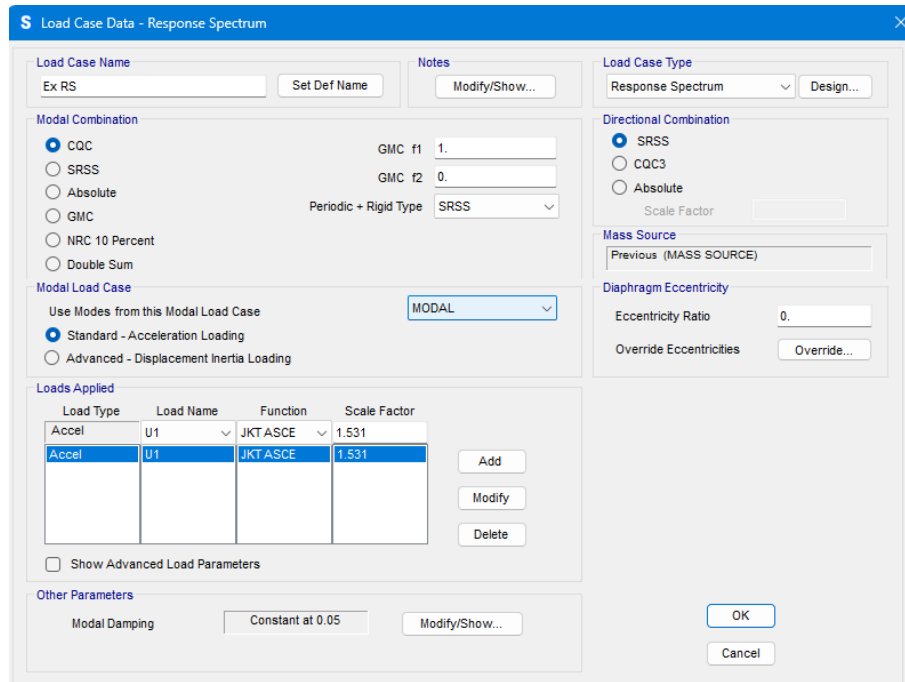 S Load Case Data - Response Spectrum
Load Case Name
Ex RS
Set Def Name
Notes
Modify/Show...
Load Case Type
Response Spectrum
Design...
Modal Combination
CQC
SRSS
Absolute
GMC
NRC 10 Percent
Double Sum
GMC f1
1.
GMC f2
0.
Periodic + Rigid Type
SRSS
Directional Combination
SRSS
CQC3
Absolute
Scale Factor
Mass Source
Previous (MASS SOURCE)
Modal Load Case
Use Modes from this Modal Load Case
MODAL
Standard - Acceleration Loading
Advanced - Displacement Inertia Loading
Diaphragm Eccentricity
Eccentricity Ratio
0.
Override Eccentricities
Override...
Loads Applied
Load Type Load Name Function Scale Factor
Accel U1 JKT ASCE 1.531
Accel U1 JKT ASCE 1.531
Add
Modify
Delete
Show Advanced Load Parameters
Other Parameters
Modal Damping
Constant at 0.05
Modify/Show...
OK
Cancel